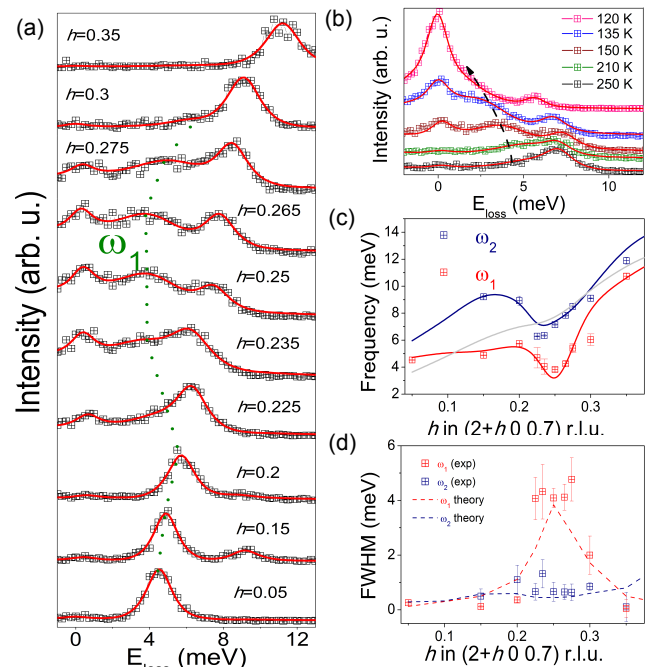 (a)
h=0.35
h=0.3
h=0.275
h=0.265
ω1
h=0.25
h=0.235
h=0.225
h=0.2
h=0.15
h=0.05
Intensity (arb. u.)
0 4 8 12
Eloss (meV)
(b)
120 K
135 K
150 K
210 K
250 K
Intensity (arb. u.)
0 5 10
Eloss (meV)
(c)
ω2
ω1
Frequency (meV)
14
12
10
8
6
4
2
0.1 0.2 0.3
h in (2+h 0 0.7) r.l.u.
(d)
ω1 (exp)
ω2 (exp)
ω1 theory
ω2 theory
FWHM (meV)
6
4
2
0
0.1 0.2 0.3
h in (2+h 0 0.7) r.l.u.